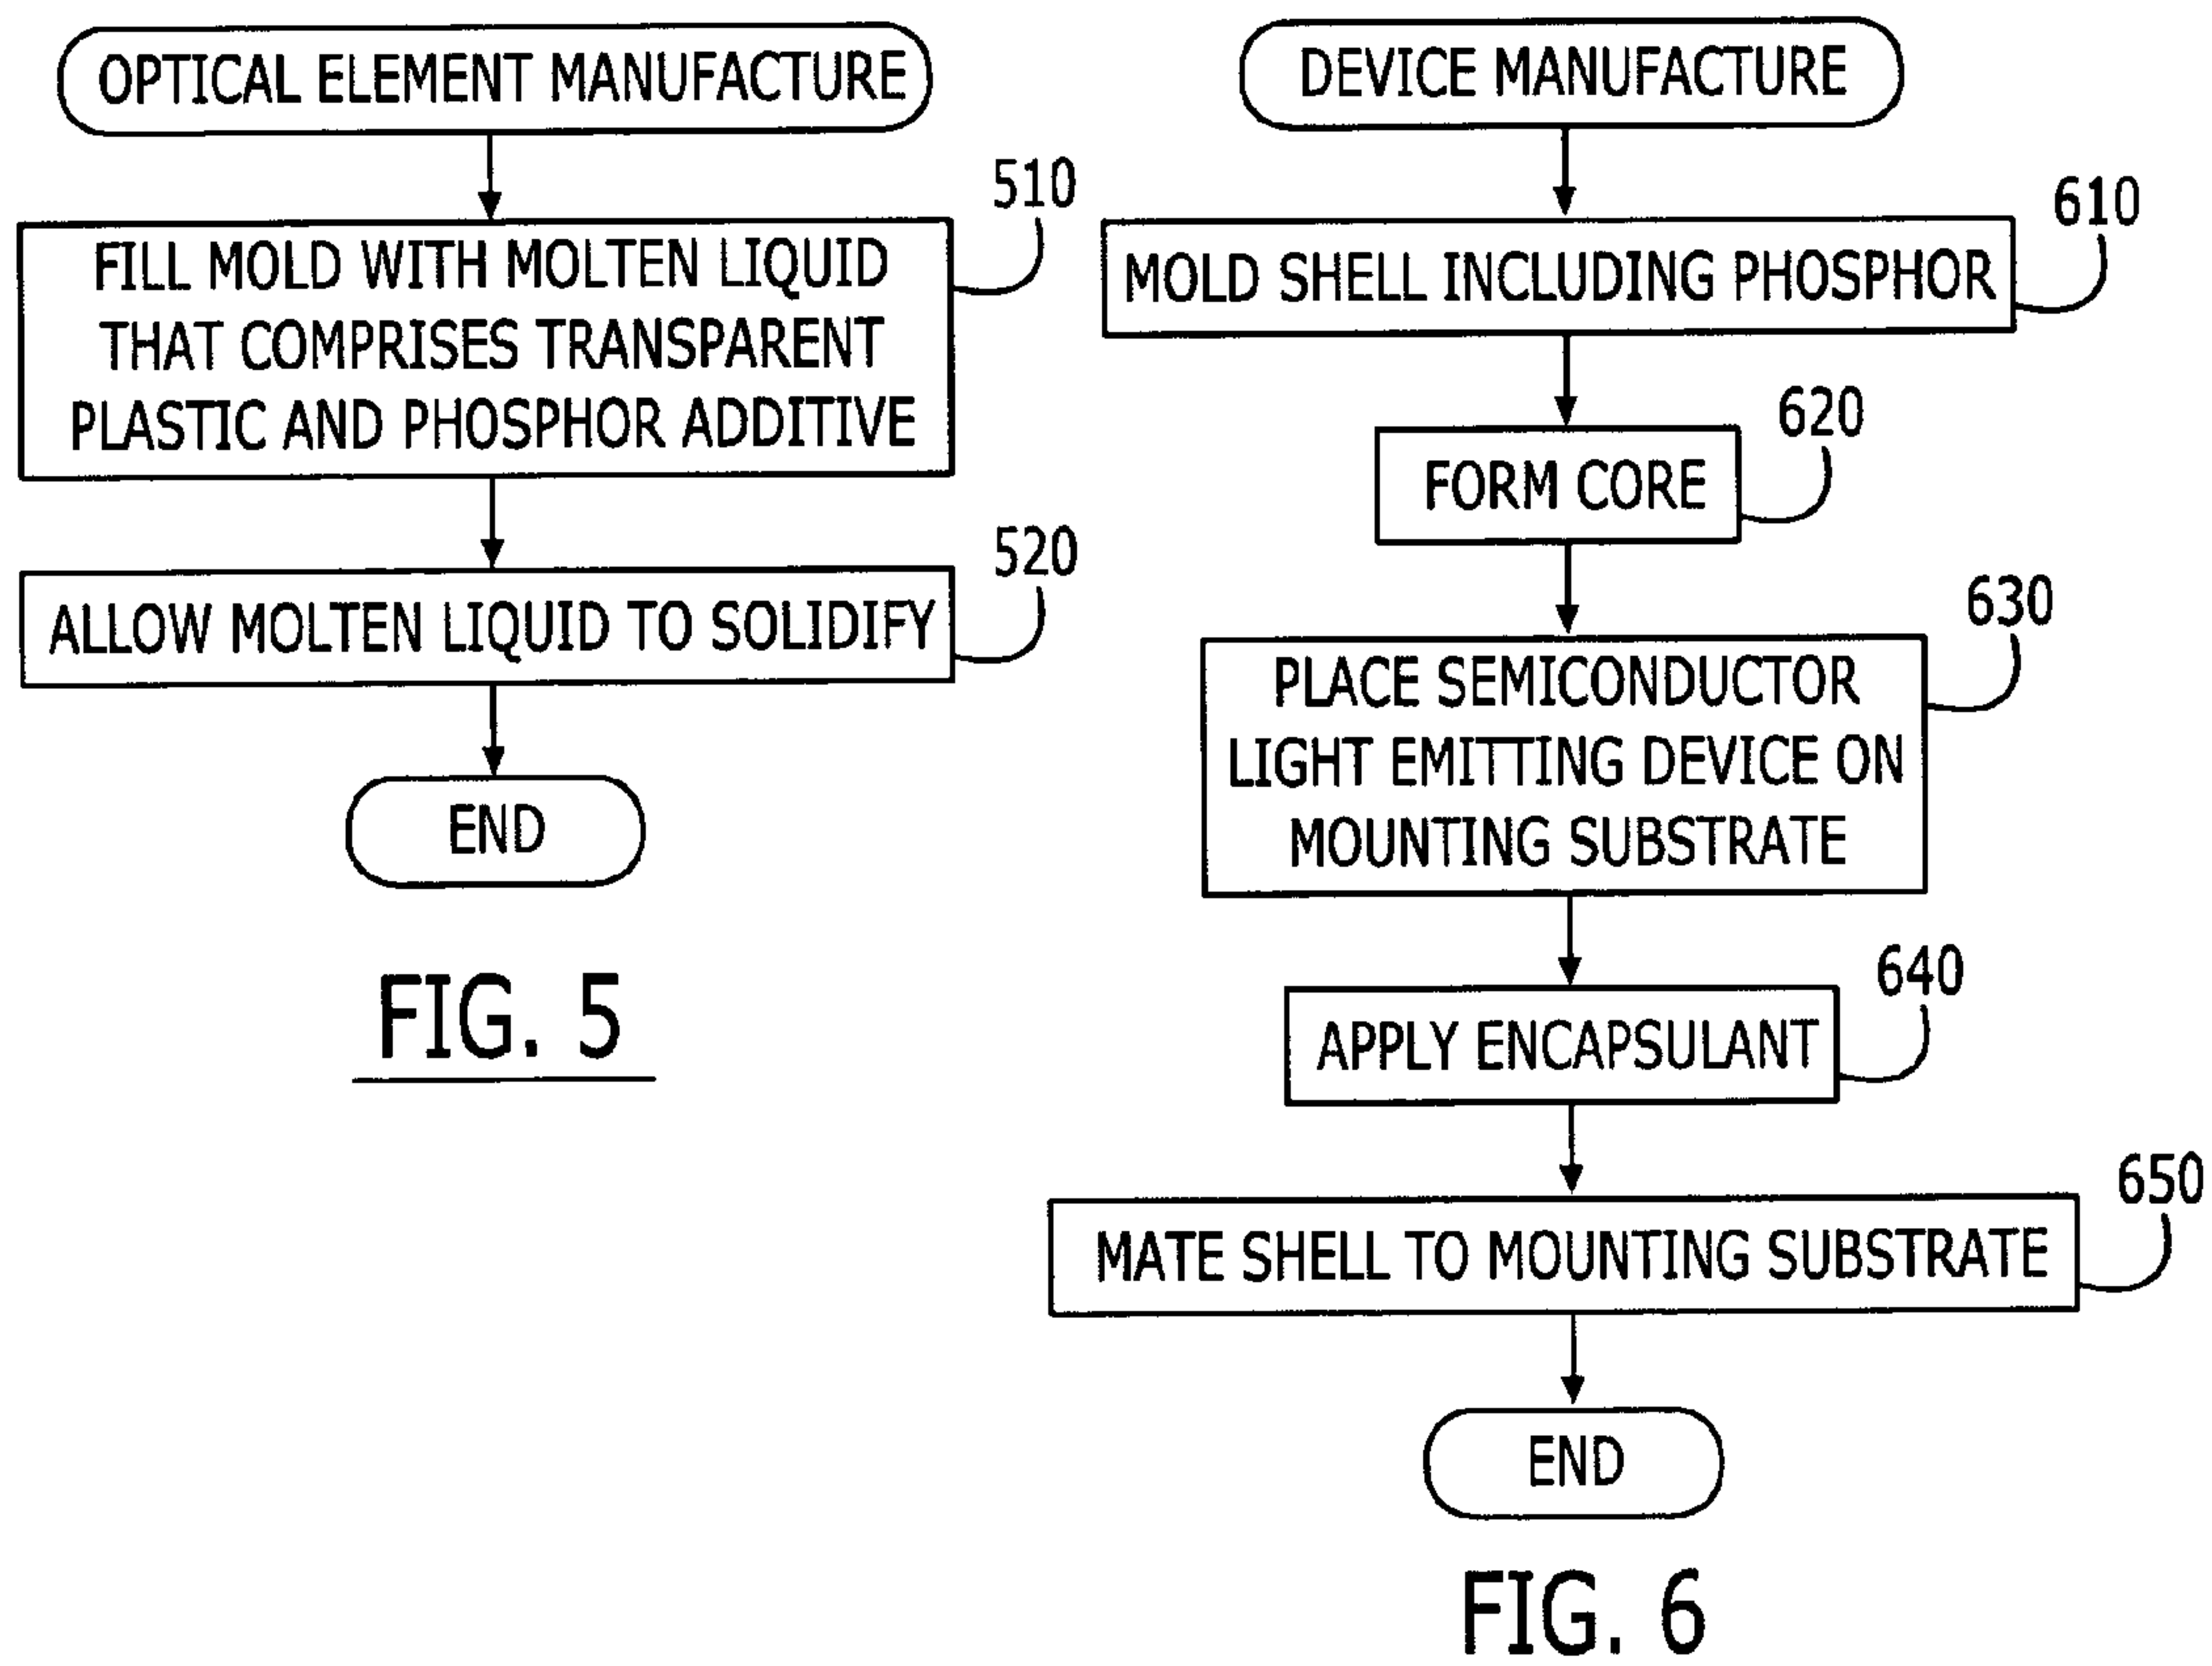 OPTICAL ELEMENT MANUFACTURE
510
FILL MOLD WITH MOLTEN LIQUID
THAT COMPRISES TRANSPARENT
PLASTIC AND PHOSPHOR ADDITIVE
520
ALLOW MOLTEN LIQUID TO SOLIDIFY
END
FIG. 5
DEVICE MANUFACTURE
610
MOLD SHELL INCLUDING PHOSPHOR
620
FORM CORE
630
PLACE SEMICONDUCTOR
LIGHT EMITTING DEVICE ON
MOUNTING SUBSTRATE
640
APPLY ENCAPSULANT
650
MATE SHELL TO MOUNTING SUBSTRATE
END
FIG. 6